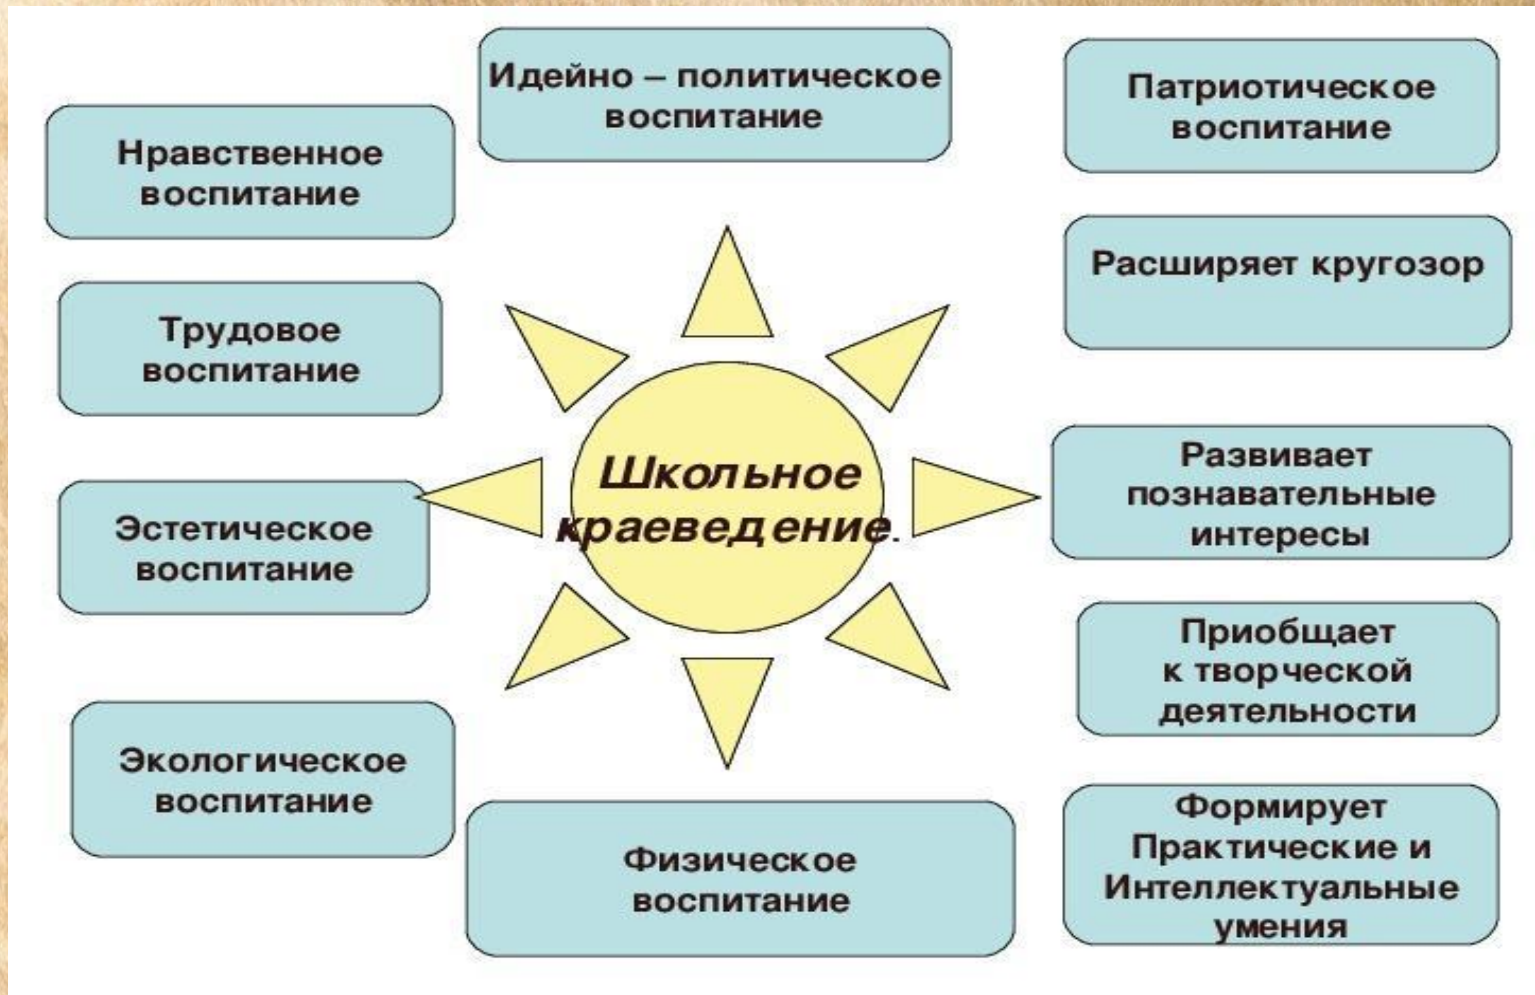 Идейно – политическое
воспитание
Патриотическое
воспитание
Нравственное
воспитание
Расширяет кругозор
Трудовое
воспитание
Школьное
краеведение.
Развивает
познавательные
интересы
Эстетическое
воспитание
Приобщает
к творческой
деятельности
Экологическое
воспитание
Физическое
воспитание
Формирует
Практические и
Интеллектуальные
умения